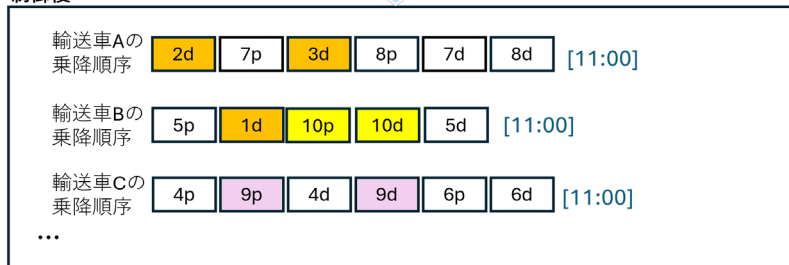 輸送車Aの
乗降順序
2d 7p 3d 8p 7d 8d [11:00]
輸送車Bの
乗降順序
5p 1d 10p 10d 5d [11:00]
輸送車Cの
乗降順序
4p 9p 4d 9d 6p 6d [11:00]
…